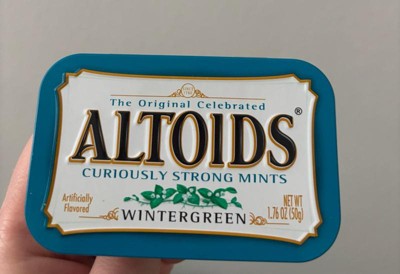 The Original Celebrated
ALTOIDS®
CURIOUSLY STRONG MINTS
Artificially
Flavored
WINTERGREEN
NET WT
1.76 OZ (50g)